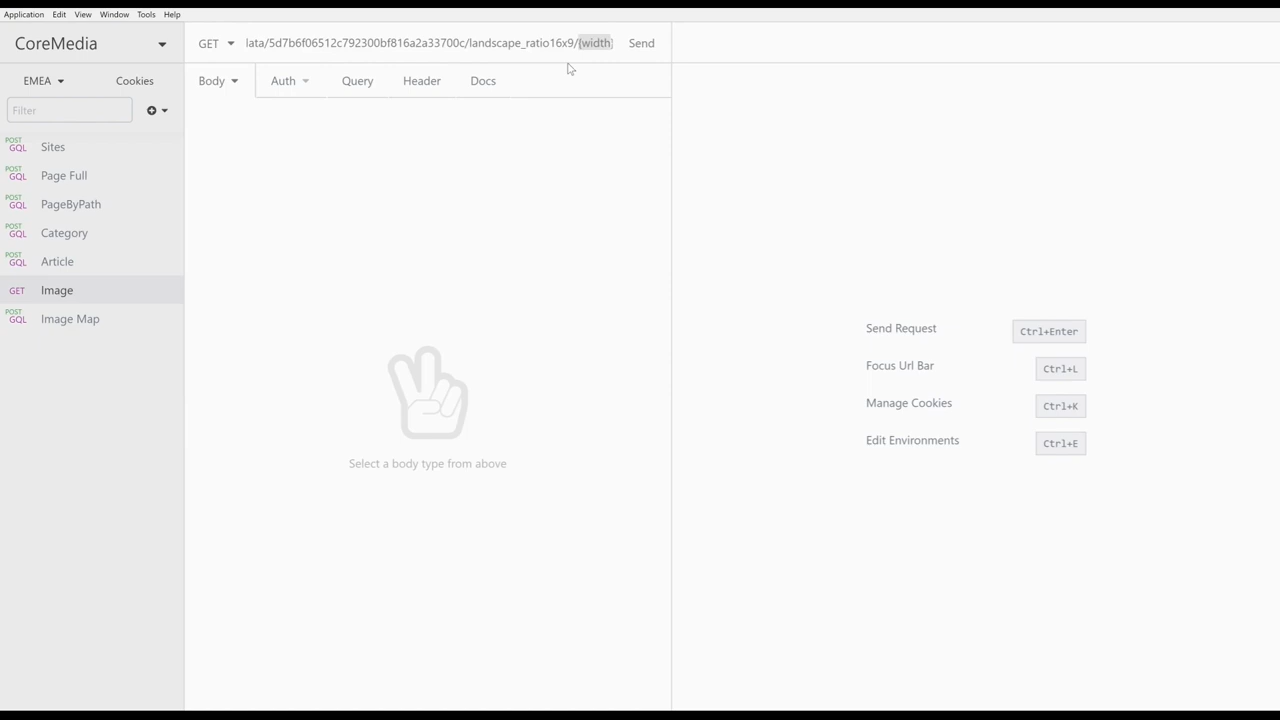 Application Edit View Window Tools Help
CoreMedia
GET
lata/5d7b6f06512c792300bf816a2a33700c/landscape_ratio16x9/{width}
Send
EMEA
Cookies
Body
Auth
Query
Header
Docs
Filter
POST
GQL
Sites
POST
GQL
Page Full
POST
GQL
PageByPath
POST
GQL
Category
POST
GQL
Article
GET
Image
POST
GQL
Image Map
Send Request
Ctrl+Enter
Focus Url Bar
Ctrl+L
Manage Cookies
Ctrl+K
Edit Environments
Ctrl+E
Select a body type from above